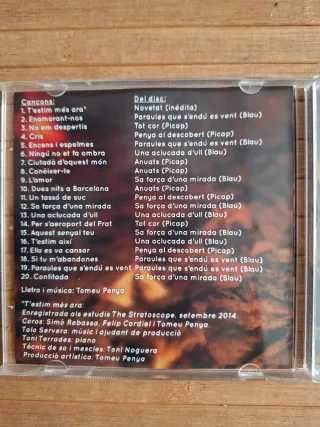 Cançons: Del disc:
1. T'estim més ara* Novetat (inèdita)
2. Enamorant-nos Paraules que s'endú es vent (Blau)
3. No em despertis Tot cor (Picap)
4. Cris Penya al descobert (Picap)
5. Encens i espelmes Paraules que s'endú es vent (Blau)
6. Ningú no et fa ombra Una aclucada d'ull (Blau)
7. Ciutadà d'aquest món Anuats (Picap)
8. Conèixer-te Anuats (Picap)
9. L'amor Sa força d'una mirada (Blau)
10. Dues nits a Barcelona Anuats (Picap)
11. Un tassó de suc Penya al descobert (Picap)
12. Sa força d'una mirada Sa força d'una mirada (Blau)
13. Una aclucada d'ull Una aclucada d'ull (Blau)
14. Per s'aeroport del Prat Tot cor (Picap)
15. Aquest senyal teu Sa força d'una mirada (Blau)
16. T'estim així Una aclucada d'ull (Blau)
17. Ella es va cansar Penya al descobert (Picap)
18. Si tu m'abandones Paraules que s'endú es vent (Blau)
19. Paraules que s'endú es vent Paraules que s'endú es vent (Blau)
20. Confitada Sa força d'una mirada (Blau)
Lletra i música: Tomeu Penya
*T'estim més ara:
Enregistrada als estudis The Stratoscope, setembre 2014.
Coros: Simó Rebassa, Felip Cardiel i Tomeu Penya.
Tolo Servera: músic i ajudant de producció
Toni Terrades: piano
Tècnic de so i mescles: Toni Noguera
Producció artística: Tomeu Penya